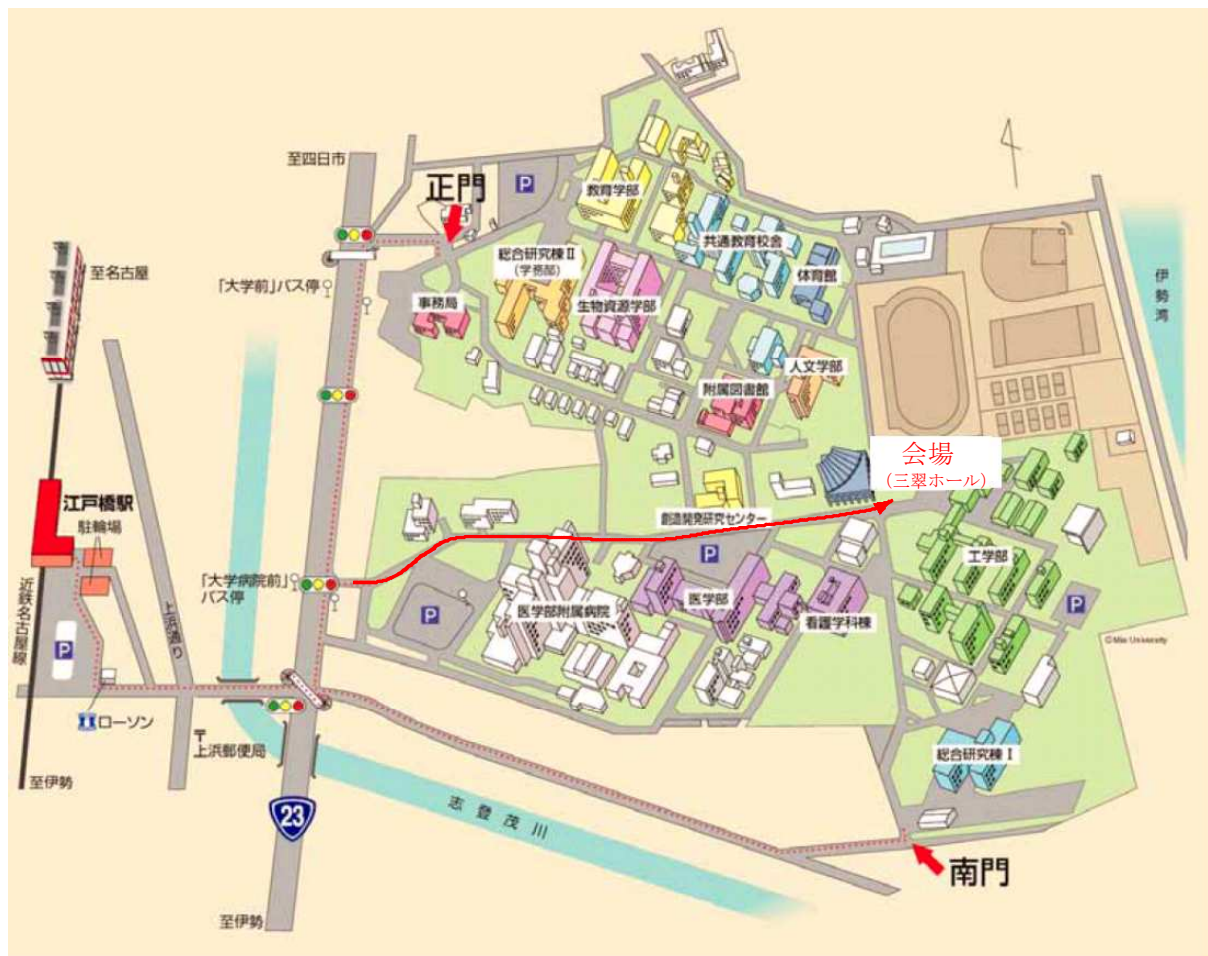 至四日市
正門
P
教育学部
総合研究棟Ⅱ
(学務部)
共通教育校舎
体育館
至名古屋
「大学前」バス停
事務局
生物資源学部
伊勢湾
人文学部
附属図書館
会場
(三翠ホール)
江戸橋駅
駐輪場
創造開発研究センター
P
工学部
「大学病院前」
バス停
近鉄名古屋線
上浜通り
P
医学部附属病院
医学部
看護学科棟
P
P
©Mie University
ローソン
〒
上浜郵便局
総合研究棟Ⅰ
至伊勢
23
志登茂川
南門
至伊勢